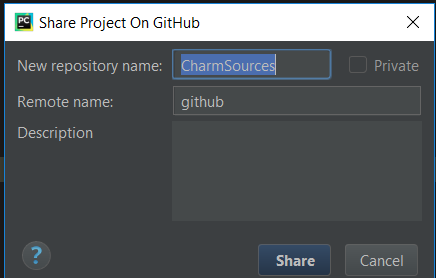 PC
Share Project On GitHub
New repository name: CharmSources Private
Remote name: github
Description
?
Share Cancel